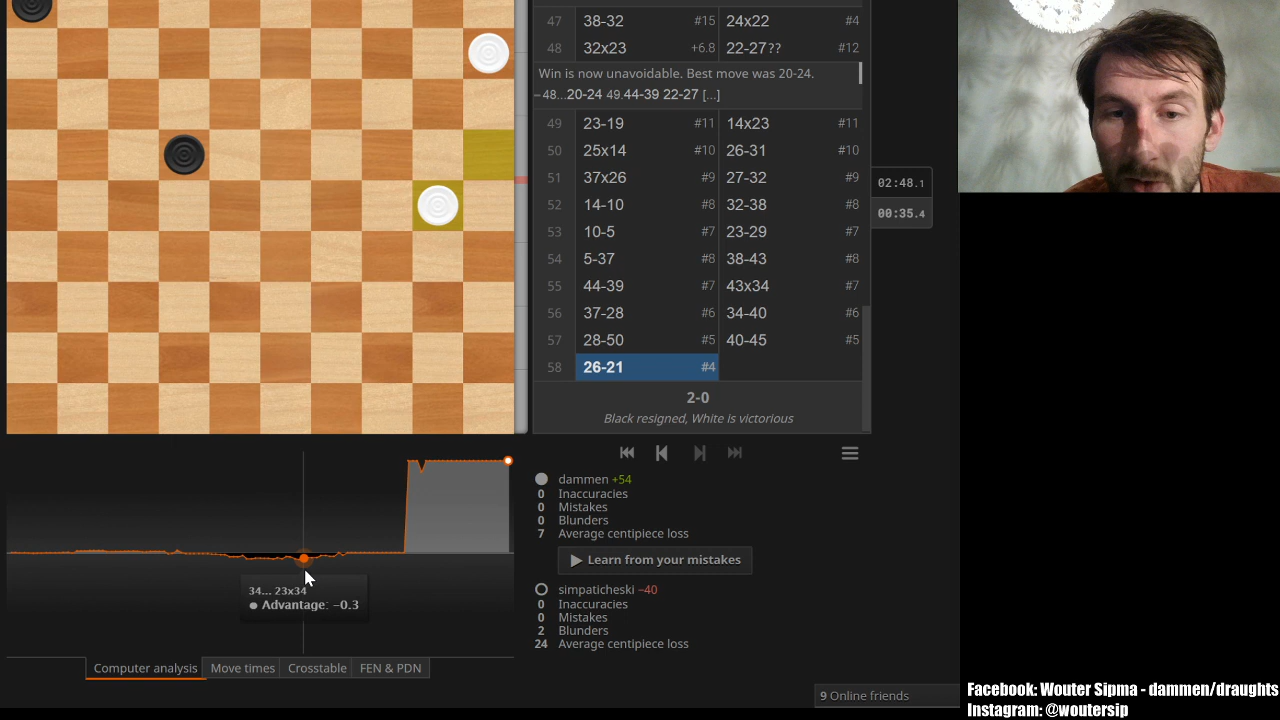 47 38-32 #15 24x22 #4
48 32x23 +6.8 22-27?? #12
Win is now unavoidable. Best move was 20-24.
–48...20-24 49.44-39 22-27 [...]
49 23-19 #11 14x23 #11
50 25x14 #10 26-31 #10
51 37x26 #9 27-32 #9
52 14-10 #8 32-38 #8
53 10-5 #7 23-29 #7
54 5-37 #8 38-43 #8
55 44-39 #7 43x34 #7
56 37-28 #6 34-40 #6
57 28-50 #5 40-45 #5
58 26-21 #4
2-0
Black resigned, White is victorious
02:48.1
00:35.4
dammen +54
0 Inaccuracies
0 Mistakes
0 Blunders
7 Average centipiece loss
Learn from your mistakes
simpaticheski −40
0 Inaccuracies
0 Mistakes
2 Blunders
24 Average centipiece loss
34... 23x34
Advantage: −0.3
Computer analysis Move times Crosstable FEN & PDN
9 Online friends
Facebook: Wouter Sipma - dammen/draughts
Instagram: @woutersip